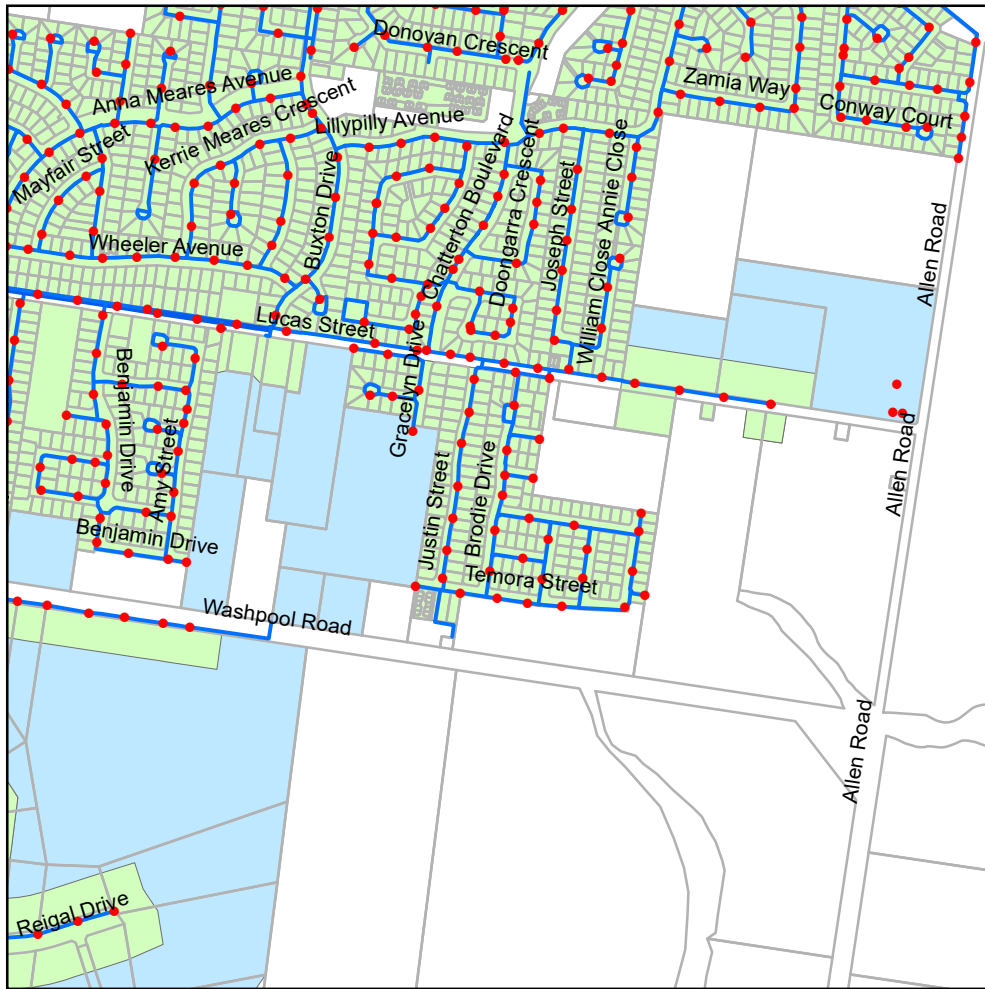 Donovan Crescent
Zamia Way
Anna Meares Avenue
Conway Court
Kerrie Meares Crescent
Lillypilly Avenue
Mayfair Street
Buxton Drive
Chatterton Boulevard
Doongarra Crescent
Joseph Street
William Close Annie Close
Wheeler Avenue
Allen Road
Lucas Street
Gracelyn Drive
Benjamin Drive
Amy Street
Allen Road
Justin Street
Brodie Drive
Benjamin Drive
Temora Street
Washpool Road
Allen Road
Reigal Drive